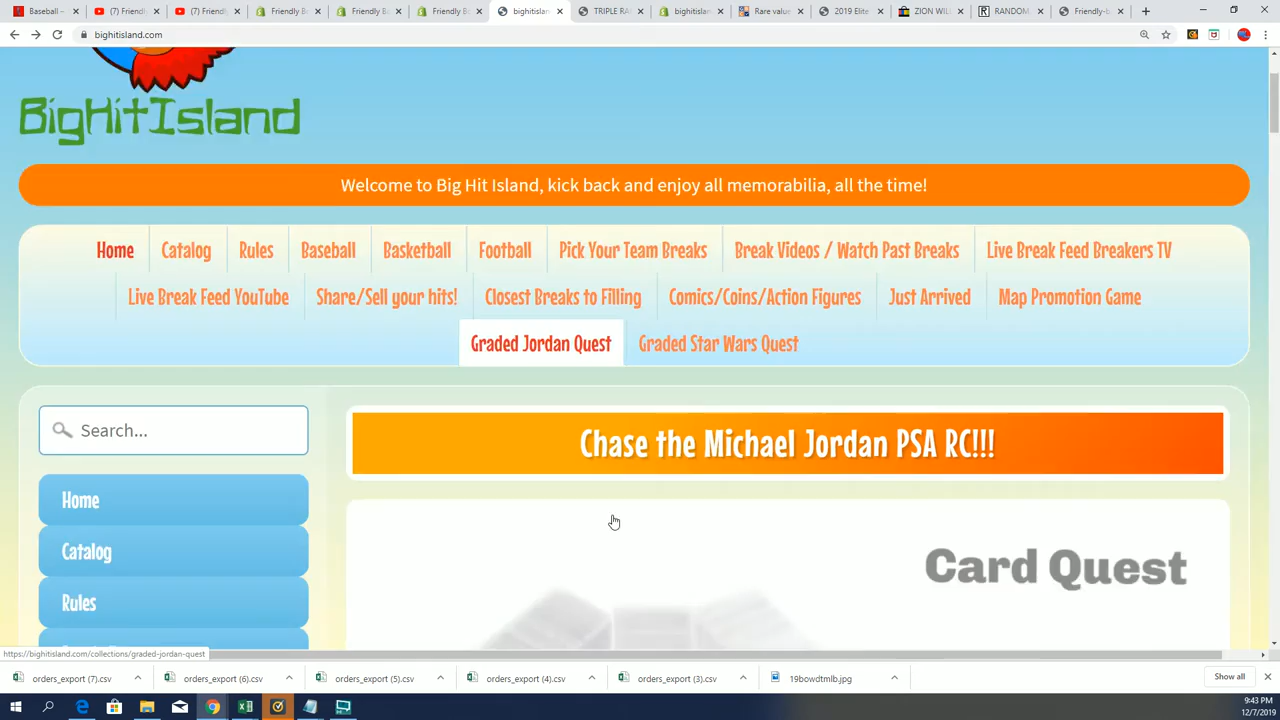 Baseball –
(7) Friendl
(7) Friendl
Friendly Bo
Friendly Bo
Friendly Bo
bighitislan
TRIPLE RA
bighitislan
Rare value
2019 Elite
ZION WIL
RANDOM
Friendly-b
bighitisland.com
BigHitIsland
Welcome to Big Hit Island, kick back and enjoy all memorabilia, all the time!
Home Catalog Rules Baseball Basketball Football Pick Your Team Breaks Break Videos / Watch Past Breaks Live Break Feed Breakers TV
Live Break Feed YouTube Share/Sell your hits! Closest Breaks to Filling Comics/Coins/Action Figures Just Arrived Map Promotion Game
Graded Jordan Quest Graded Star Wars Quest
Search...
Chase the Michael Jordan PSA RC!!!
Home
Card Quest
Catalog
Rules
https://bighitisland.com/collections/graded-jordan-quest
orders_export (7).csv orders_export (6).csv orders_export (5).csv orders_export (4).csv orders_export (3).csv 19bowdtmlb.jpg Show all
9:43 PM
12/7/2019